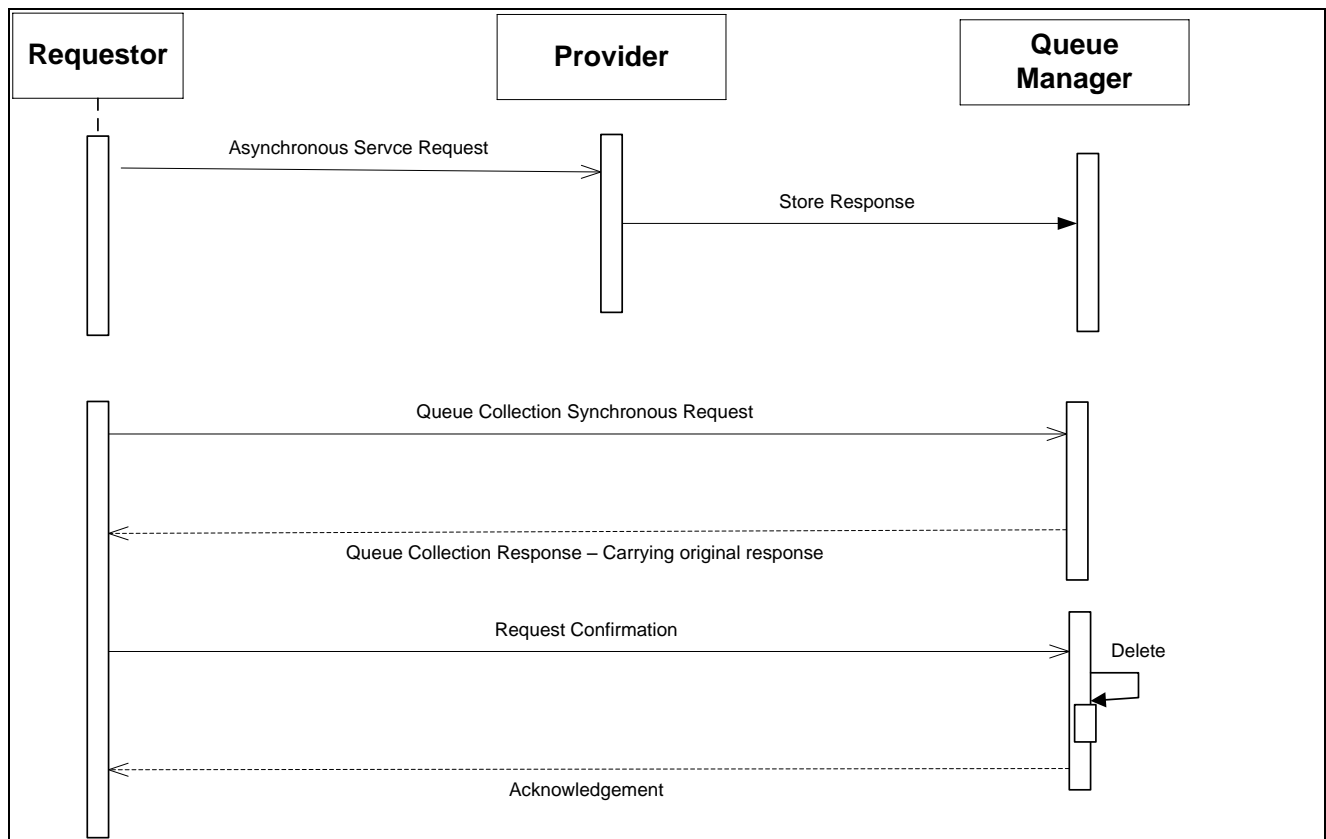 Requestor
Provider
Queue
Manager
Asynchronous Servce Request
Store Response
Queue Collection Synchronous Request
Queue Collection Response – Carrying original response
Request Confirmation
Delete
Acknowledgement